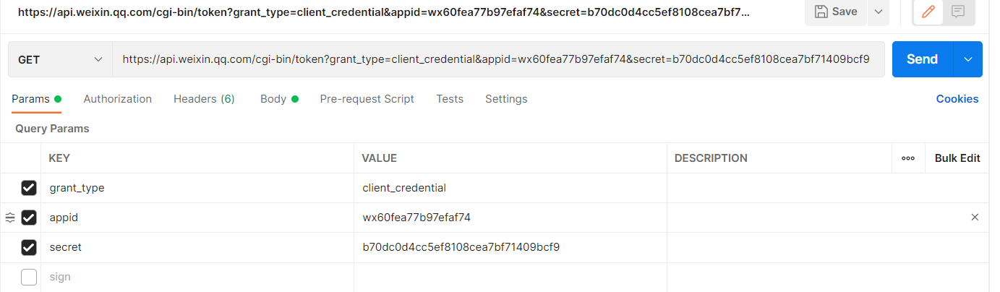 https://api.weixin.qq.com/cgi-bin/token?grant_type=client_credential&appid=wx60fea77b97efaf74&secret=b70dc0d4cc5ef8108cea7bf7...
Save
GET https://api.weixin.qq.com/cgi-bin/token?grant_type=client_credential&appid=wx60fea77b97efaf74&secret=b70dc0d4cc5ef8108cea7bf71409bcf9 Send
Params Authorization Headers (6) Body Pre-request Script Tests Settings Cookies
Query Params
KEY VALUE DESCRIPTION Bulk Edit
grant_type client_credential
appid wx60fea77b97efaf74
secret b70dc0d4cc5ef8108cea7bf71409bcf9
sign